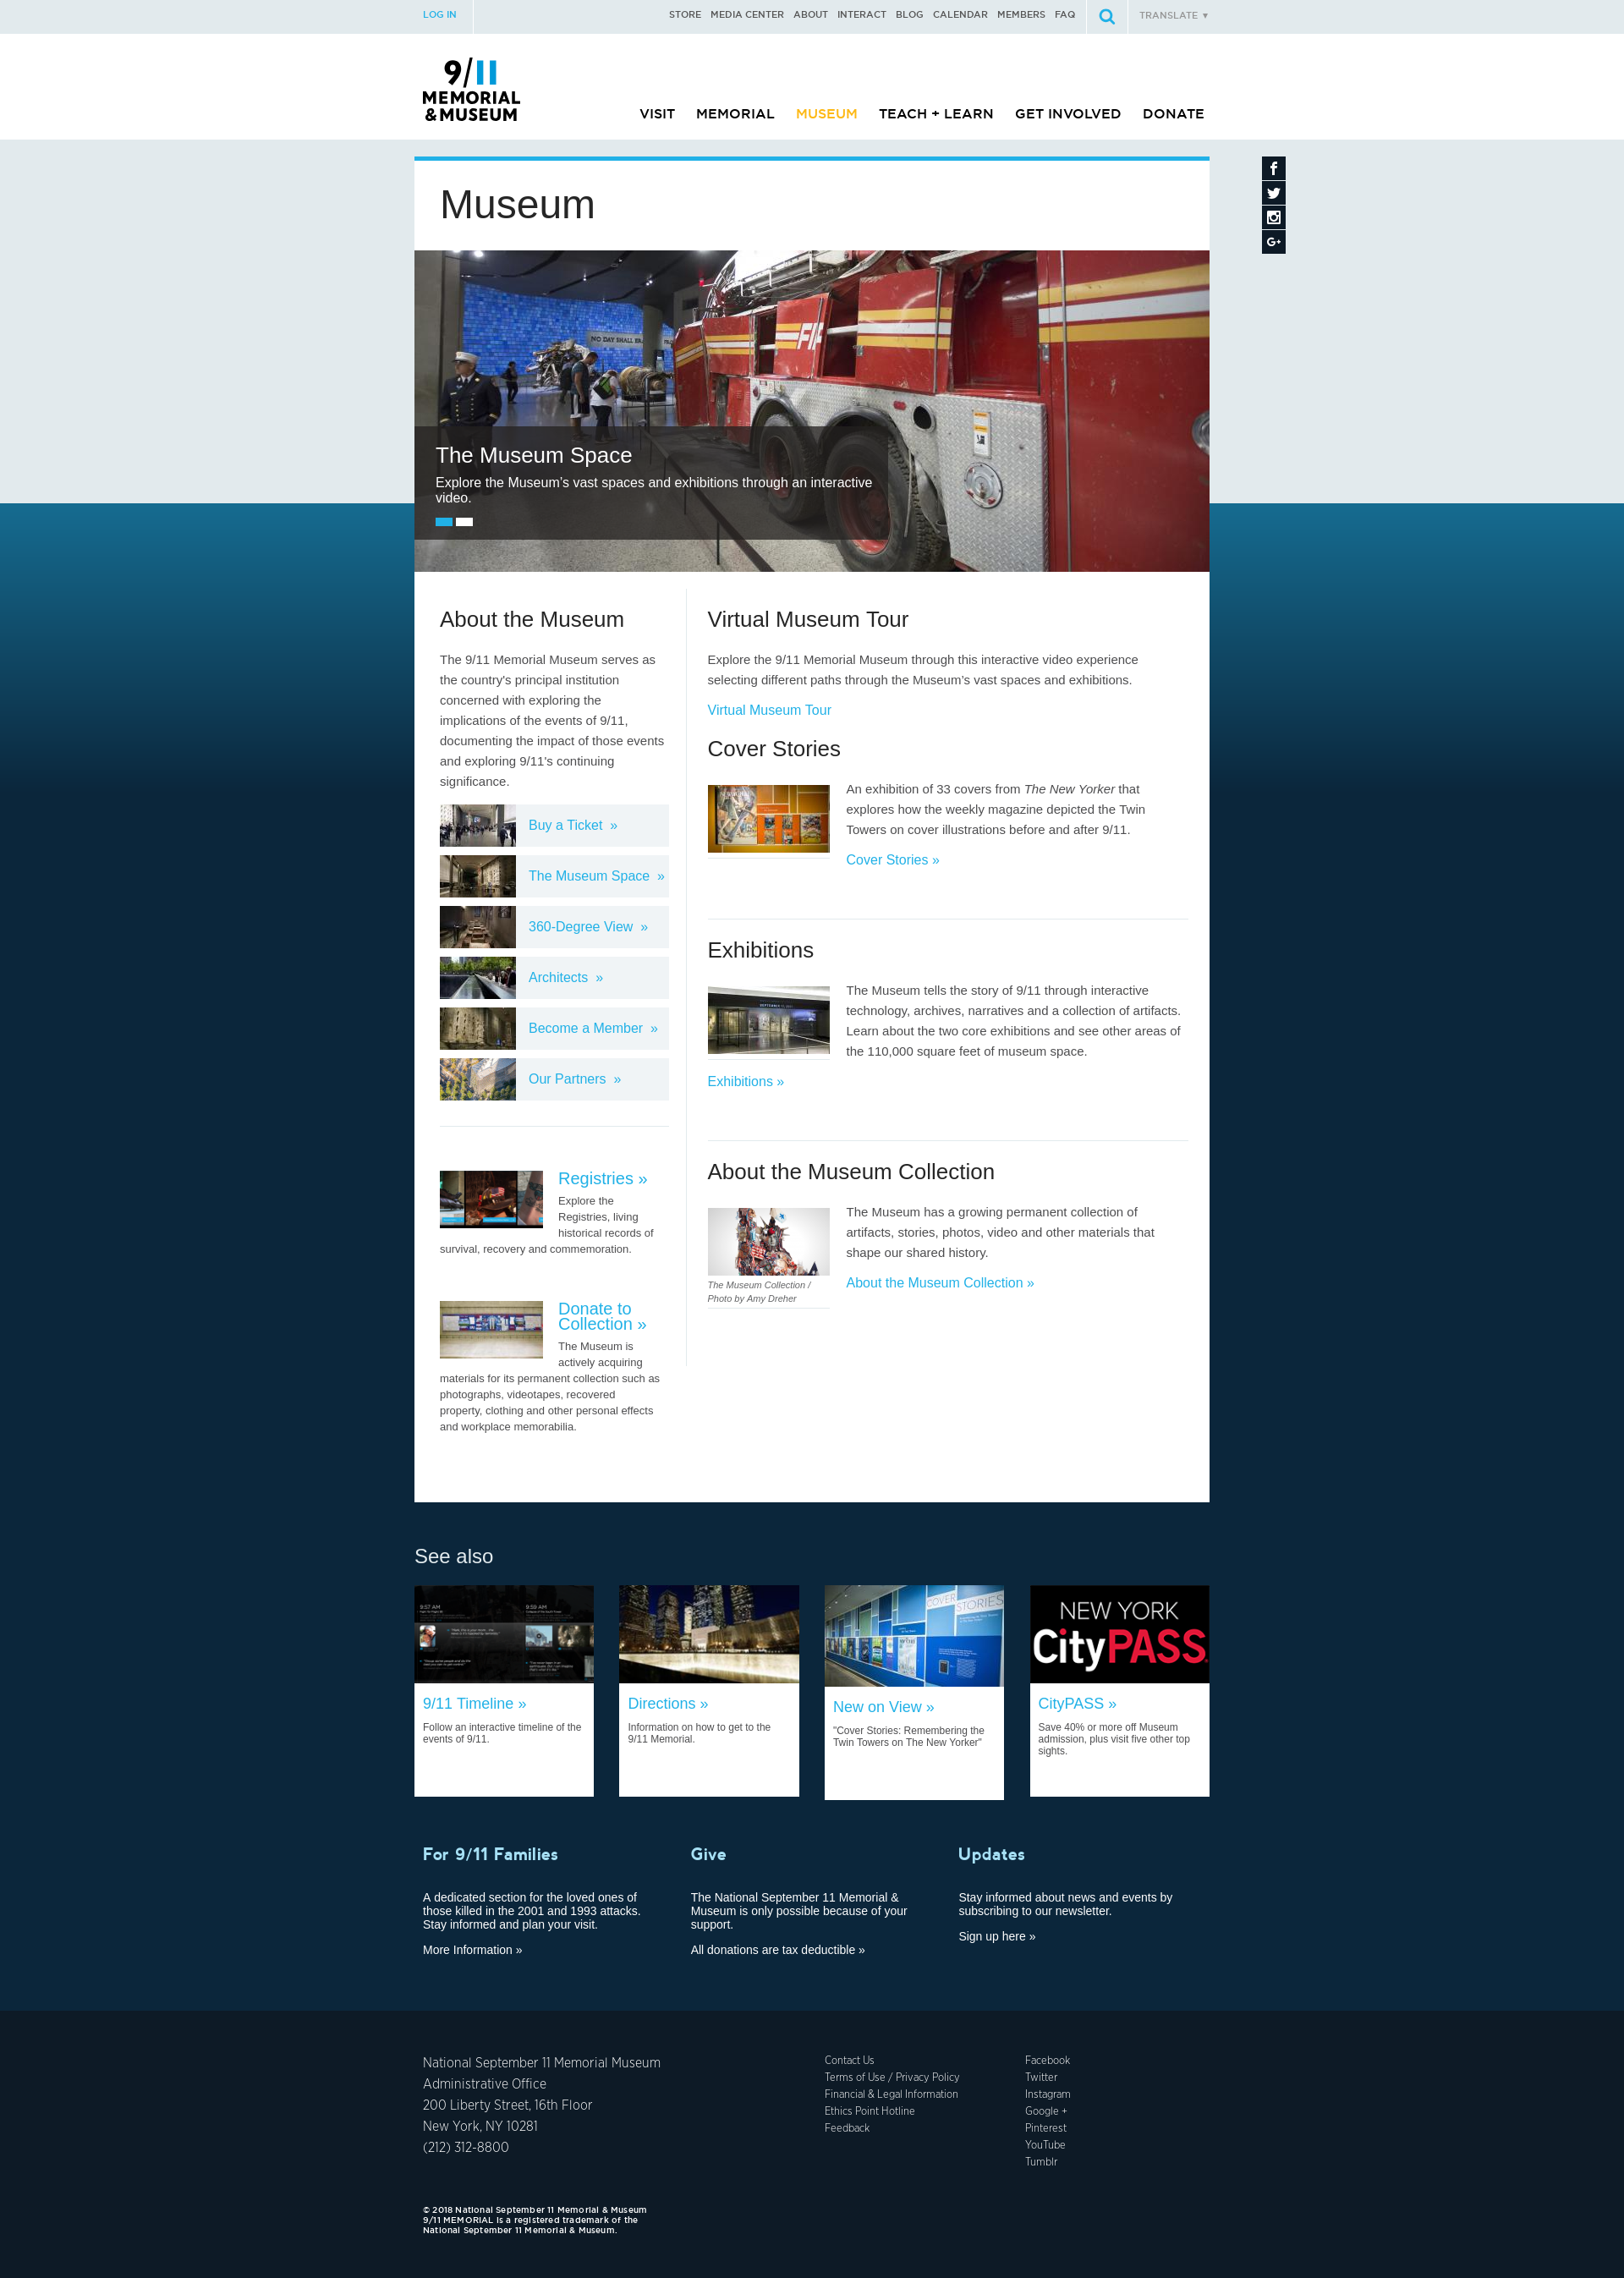 LOG IN
STORE MEDIA CENTER ABOUT INTERACT BLOG CALENDAR MEMBERS FAQ
TRANSLATE ▼
9/11
MEMORIAL
& MUSEUM
VISIT MEMORIAL MUSEUM TEACH + LEARN GET INVOLVED DONATE
Museum
NO DAY SHALL
The Museum Space
Explore the Museum's vast spaces and exhibitions through an interactive
video.
About the Museum
The 9/11 Memorial Museum serves as
the country's principal institution
concerned with exploring the
implications of the events of 9/11,
documenting the impact of those events
and exploring 9/11's continuing
significance.
Buy a Ticket »
The Museum Space »
360-Degree View »
Architects »
Become a Member »
Our Partners »
Registries »
Explore the
Registries, living
historical records of
survival, recovery and commemoration.
Donate to
Collection »
The Museum is
actively acquiring
materials for its permanent collection such as
photographs, videotapes, recovered
property, clothing and other personal effects
and workplace memorabilia.
Virtual Museum Tour
Explore the 9/11 Memorial Museum through this interactive video experience
selecting different paths through the Museum's vast spaces and exhibitions.
Virtual Museum Tour
Cover Stories
An exhibition of 33 covers from The New Yorker that
explores how the weekly magazine depicted the Twin
Towers on cover illustrations before and after 9/11.
Cover Stories »
Exhibitions
The Museum tells the story of 9/11 through interactive
technology, archives, narratives and a collection of artifacts.
Learn about the two core exhibitions and see other areas of
the 110,000 square feet of museum space.
Exhibitions »
About the Museum Collection
The Museum has a growing permanent collection of
artifacts, stories, photos, video and other materials that
shape our shared history.
The Museum Collection /
Photo by Amy Dreher
About the Museum Collection »
See also
9:57 AM
9:59 AM
COVER STORIES
NEW YORK
CityPASS
9/11 Timeline »
Follow an interactive timeline of the
events of 9/11.
Directions »
Information on how to get to the
9/11 Memorial.
New on View »
"Cover Stories: Remembering the
Twin Towers on The New Yorker"
CityPASS »
Save 40% or more off Museum
admission, plus visit five other top
sights.
For 9/11 Families
A dedicated section for the loved ones of
those killed in the 2001 and 1993 attacks.
Stay informed and plan your visit.
More Information »
Give
The National September 11 Memorial &
Museum is only possible because of your
support.
All donations are tax deductible »
Updates
Stay informed about news and events by
subscribing to our newsletter.
Sign up here »
National September 11 Memorial Museum
Administrative Office
200 Liberty Street, 16th Floor
New York, NY 10281
(212) 312-8800
Contact Us
Terms of Use / Privacy Policy
Financial & Legal Information
Ethics Point Hotline
Feedback
Facebook
Twitter
Instagram
Google +
Pinterest
YouTube
Tumblr
© 2018 National September 11 Memorial & Museum
9/11 MEMORIAL is a registered trademark of the
National September 11 Memorial & Museum.